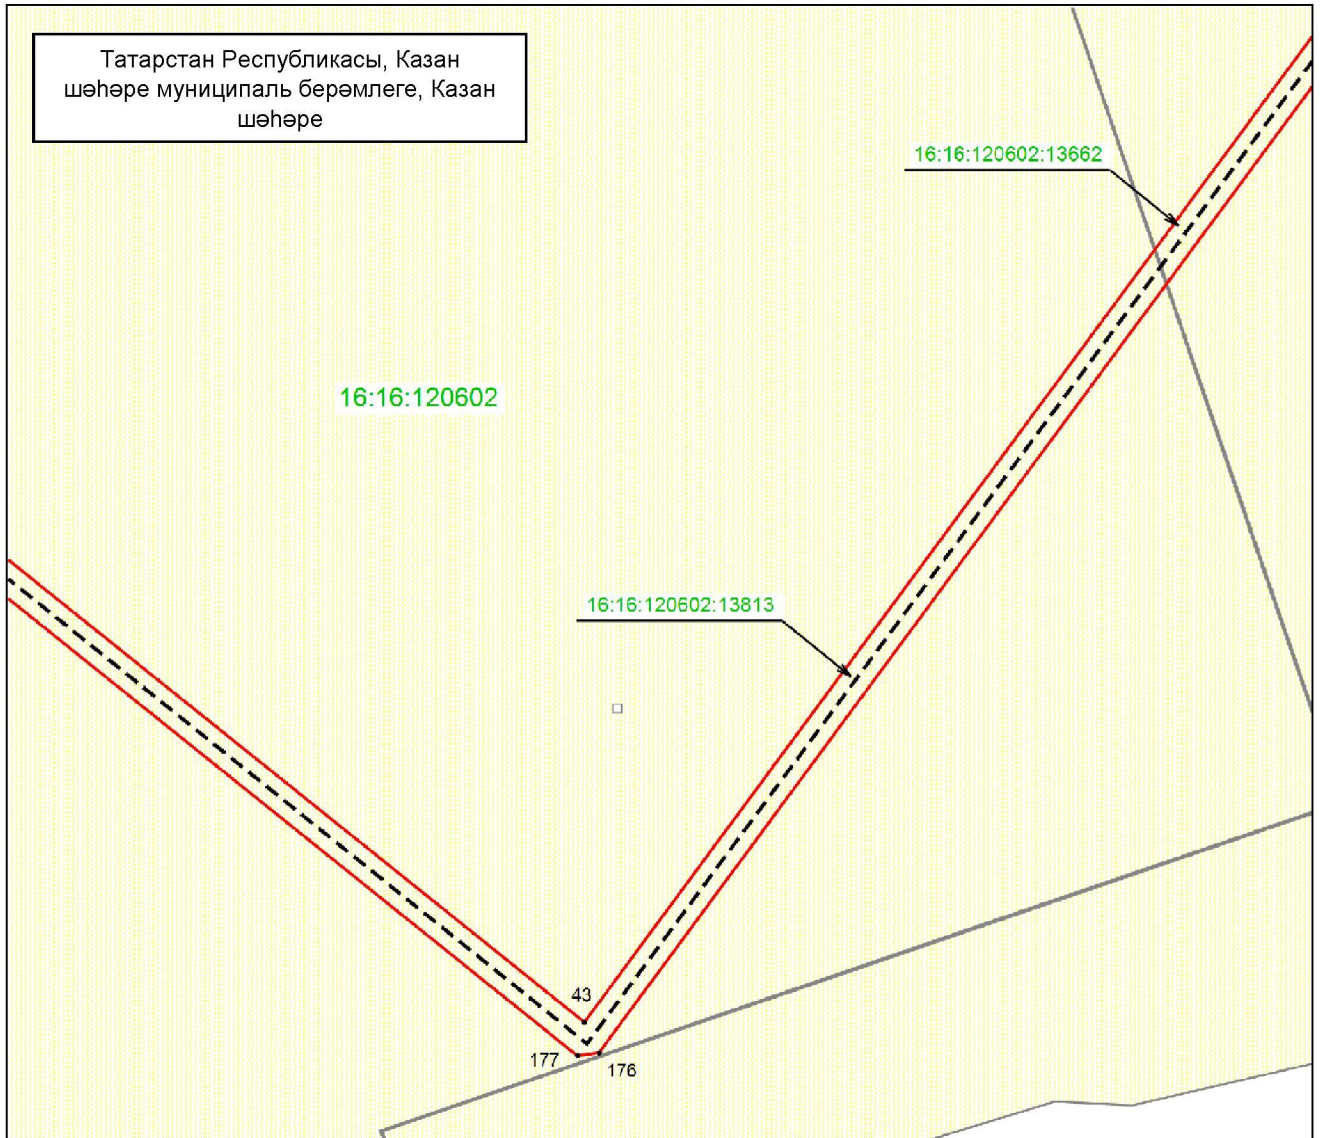 Татарстан Республикасы, Казан
шәһәре муниципаль берәмлеге, Казан
шәһәре
16:16:120602:13662
16:16:120602
16:16:120602:13813
43
177
176